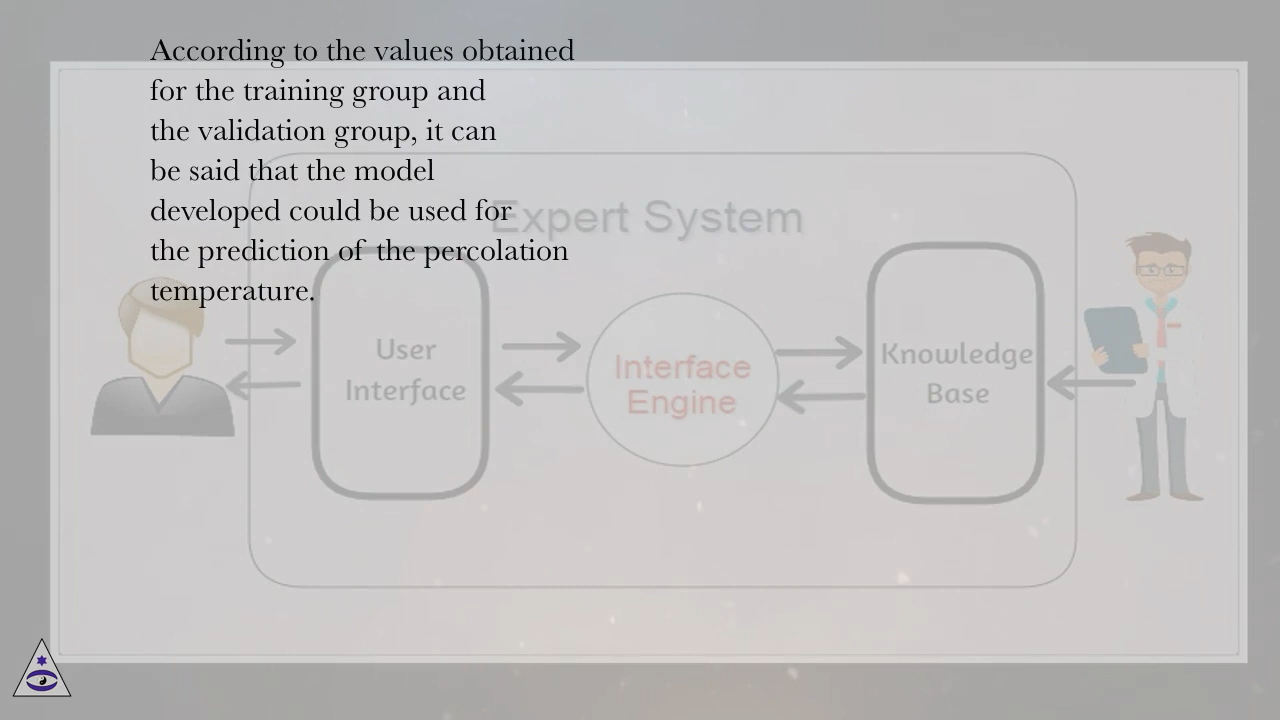 According to the values obtained
for the training group and
the validation group, it can
be said that the model
developed could be used for
the prediction of the percolation
temperature.
Expert System
User
Interface
Interface
Engine
Knowledge
Base